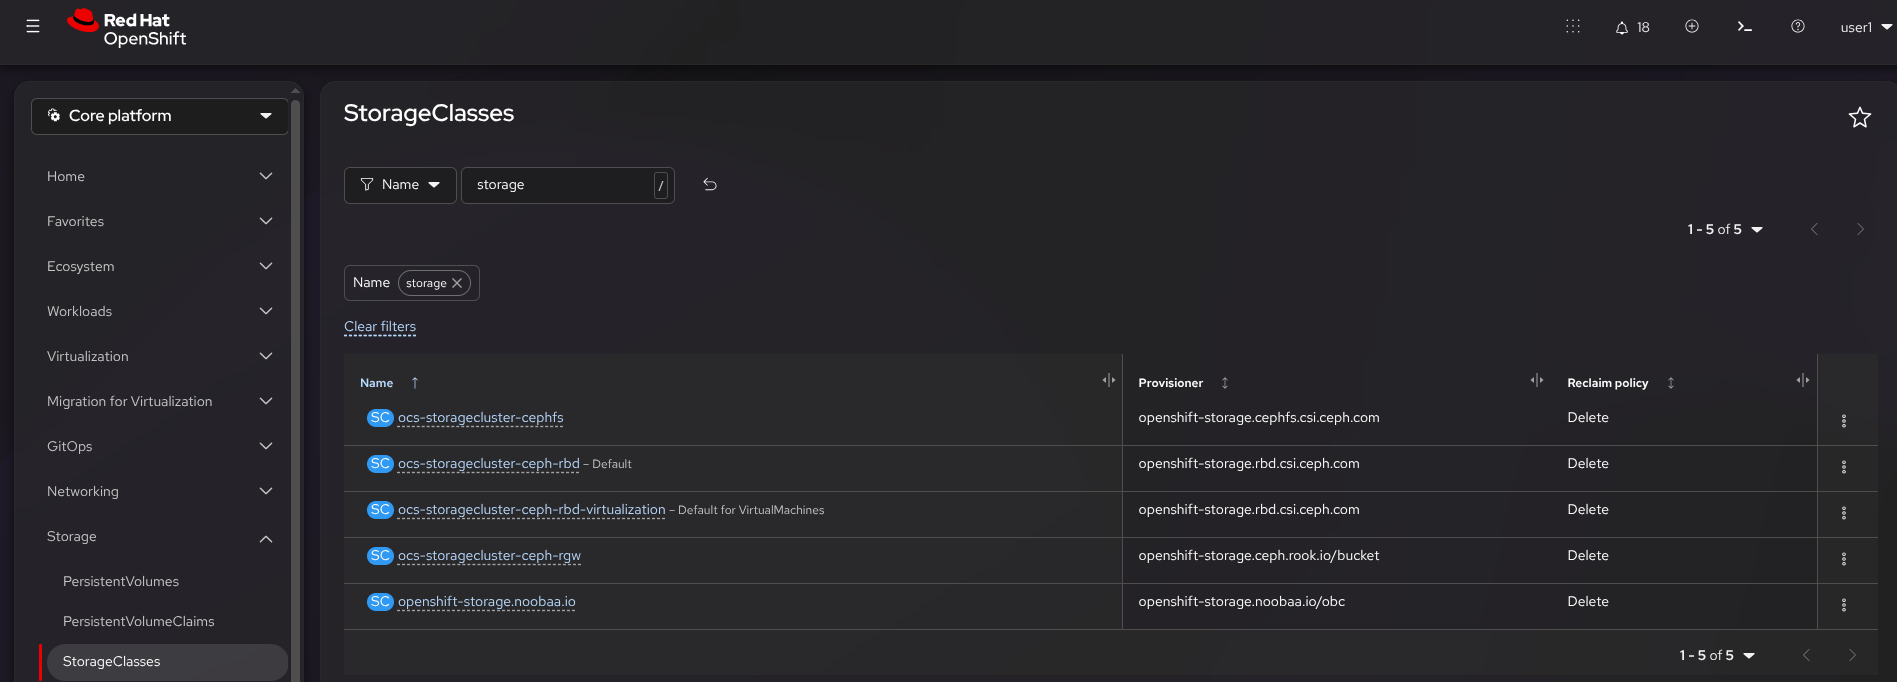 Red Hat
OpenShift
18
user1
Core platform
Home
Favorites
Ecosystem
Workloads
Virtualization
Migration for Virtualization
GitOps
Networking
Storage
PersistentVolumes
PersistentVolumeClaims
StorageClasses
StorageClasses
Name storage /
1 - 5 of 5
Name storage
Clear filters
Name Provisioner Reclaim policy
SC ocs-storagecluster-cephfs openshift-storage.cephfs.csi.ceph.com Delete
SC ocs-storagecluster-ceph-rbd – Default openshift-storage.rbd.csi.ceph.com Delete
SC ocs-storagecluster-ceph-rbd-virtualization – Default for VirtualMachines openshift-storage.rbd.csi.ceph.com Delete
SC ocs-storagecluster-ceph-rgw openshift-storage.ceph.rook.io/bucket Delete
SC openshift-storage.noobaa.io openshift-storage.noobaa.io/obc Delete
1 - 5 of 5